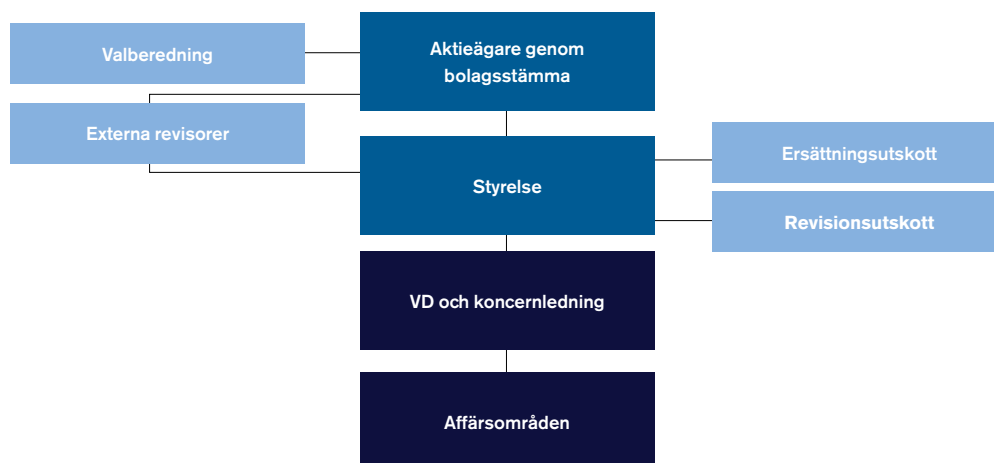 Valberedning
Aktieägare genom
bolagsstämma
Externa revisorer
Styrelse
Ersättningsutskott
Revisionsutskott
VD och koncernledning
Affärsområden